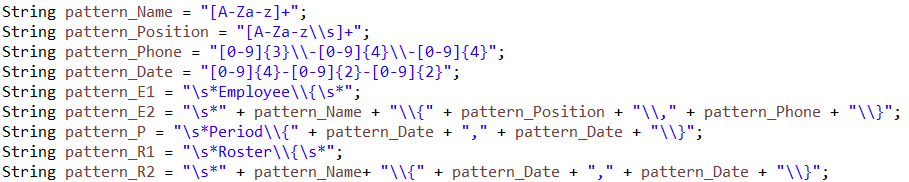 String pattern_Name = "[A-Za-z]+";
String pattern_Position = "[A-Za-z\\s]+";
String pattern_Phone = "[0-9]{3}\\-[0-9]{4}\\-[0-9]{4}";
String pattern_Date = "[0-9]{4}-[0-9]{2}-[0-9]{2}";
String pattern_E1 = "\s*Employee\\{\s*";
String pattern_E2 = "\s*" + pattern_Name + "\\{" + pattern_Position + "\\," + pattern_Phone + "\\}";
String pattern_P = "\s*Period\\{" + pattern_Date + "," + pattern_Date + "\\}";
String pattern_R1 = "\s*Roster\\{\s*";
String pattern_R2 = "\s*" + pattern_Name+ "\\{" + pattern_Date + "," + pattern_Date + "\\}";